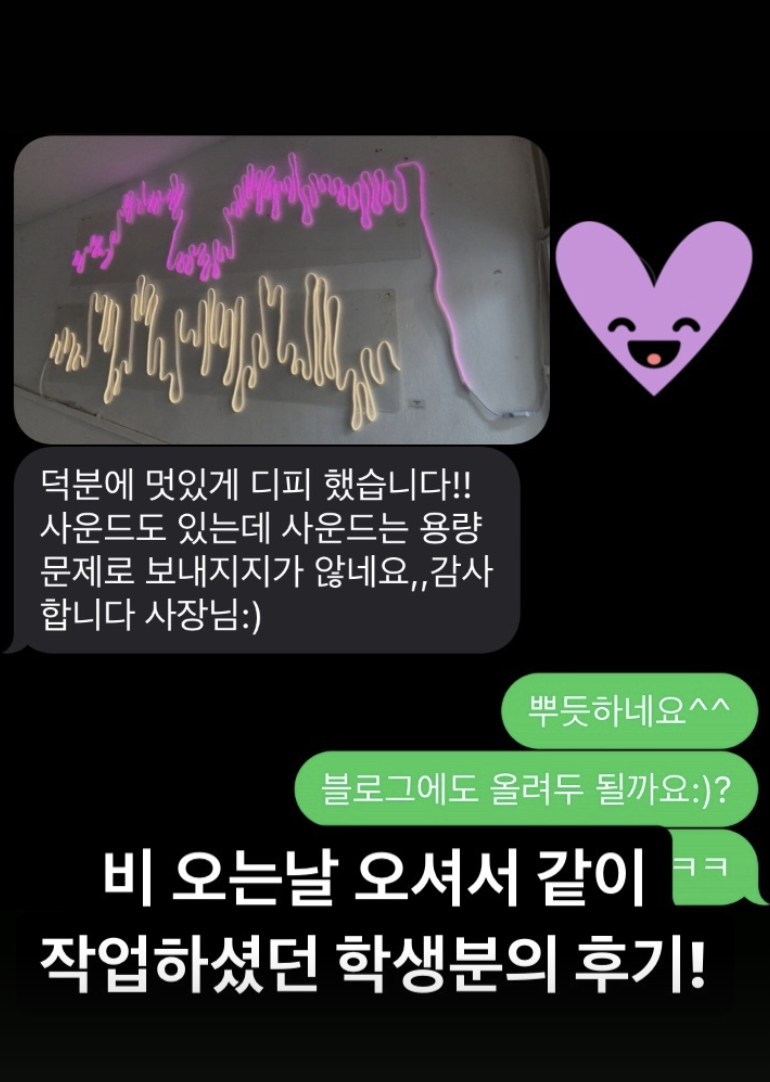 덕분에 멋있게 디피 했습니다!!
사운드도 있는데 사운드는 용량
문제로 보내지지가 않네요,,감사
합니다 사장님:)
뿌듯하네요^^
블로그에도 올려두 될까요:)?
ㅋㅋ
비 오는날 오셔서 같이
작업하셨던 학생분의 후기!